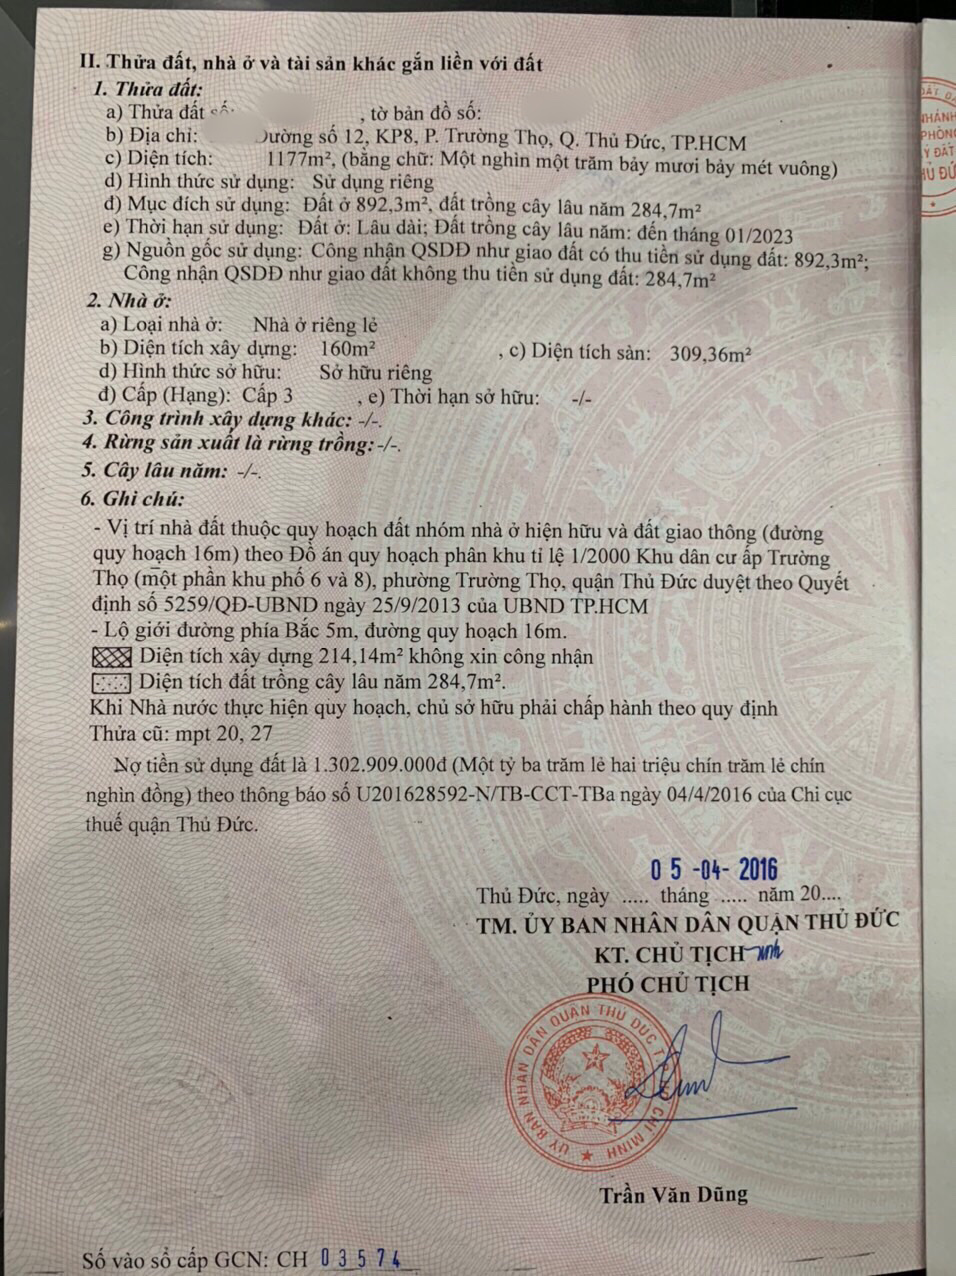 II. Thửa đất, nhà ở và tài sản khác gắn liền với đất
1. Thửa đất:
a) Thửa đất số: , tờ bản đồ số:
b) Địa chỉ: Đường số 12, KP8, P. Trường Thọ, Q. Thủ Đức, TP.HCM
c) Diện tích: 1177m², (bằng chữ: Một nghìn một trăm bảy mươi bảy mét vuông)
d) Hình thức sử dụng: Sử dụng riêng
đ) Mục đích sử dụng: Đất ở 892,3m², đất trồng cây lâu năm 284,7m²
e) Thời hạn sử dụng: Đất ở: Lâu dài; Đất trồng cây lâu năm: đến tháng 01/2023
g) Nguồn gốc sử dụng: Công nhận QSDĐ như giao đất có thu tiền sử dụng đất: 892,3m²;
Công nhận QSDĐ như giao đất không thu tiền sử dụng đất: 284,7m²
2. Nhà ở:
a) Loại nhà ở: Nhà ở riêng lẻ
b) Diện tích xây dựng: 160m² , c) Diện tích sàn: 309,36m²
d) Hình thức sở hữu: Sở hữu riêng
đ) Cấp (Hạng): Cấp 3 , e) Thời hạn sở hữu: -/-
3. Công trình xây dựng khác: -/-.
4. Rừng sản xuất là rừng trồng: -/-.
5. Cây lâu năm: -/-.
6. Ghi chú:
- Vị trí nhà đất thuộc quy hoạch đất nhóm nhà ở hiện hữu và đất giao thông (đường
quy hoạch 16m) theo Đồ án quy hoạch phân khu tỉ lệ 1/2000 Khu dân cư ấp Trường
Thọ (một phần khu phố 6 và 8), phường Trường Thọ, quận Thủ Đức duyệt theo Quyết
định số 5259/QĐ-UBND ngày 25/9/2013 của UBND TP.HCM
- Lộ giới đường phía Bắc 5m, đường quy hoạch 16m.
Diện tích xây dựng 214,14m² không xin công nhận
Diện tích đất trồng cây lâu năm 284,7m².
Khi Nhà nước thực hiện quy hoạch, chủ sở hữu phải chấp hành theo quy định
Thửa cũ: mpt 20, 27
Nợ tiền sử dụng đất là 1.302.909.000đ (Một tỷ ba trăm lẻ hai triệu chín trăm lẻ chín
nghìn đồng) theo thông báo số U201628592-N/TB-CCT-TBa ngày 04/4/2016 của Chi cục
thuế quận Thủ Đức.
05-04-2016
Thủ Đức, ngày ..... tháng ..... năm 20....
TM. ỦY BAN NHÂN DÂN QUẬN THỦ ĐỨC
KT. CHỦ TỊCH
PHÓ CHỦ TỊCH
ỦY BAN NHÂN DÂN QUẬN THỦ ĐỨC T.P HỒ CHÍ MINH
Trần Văn Dũng
Số vào sổ cấp GCN: CH 03574